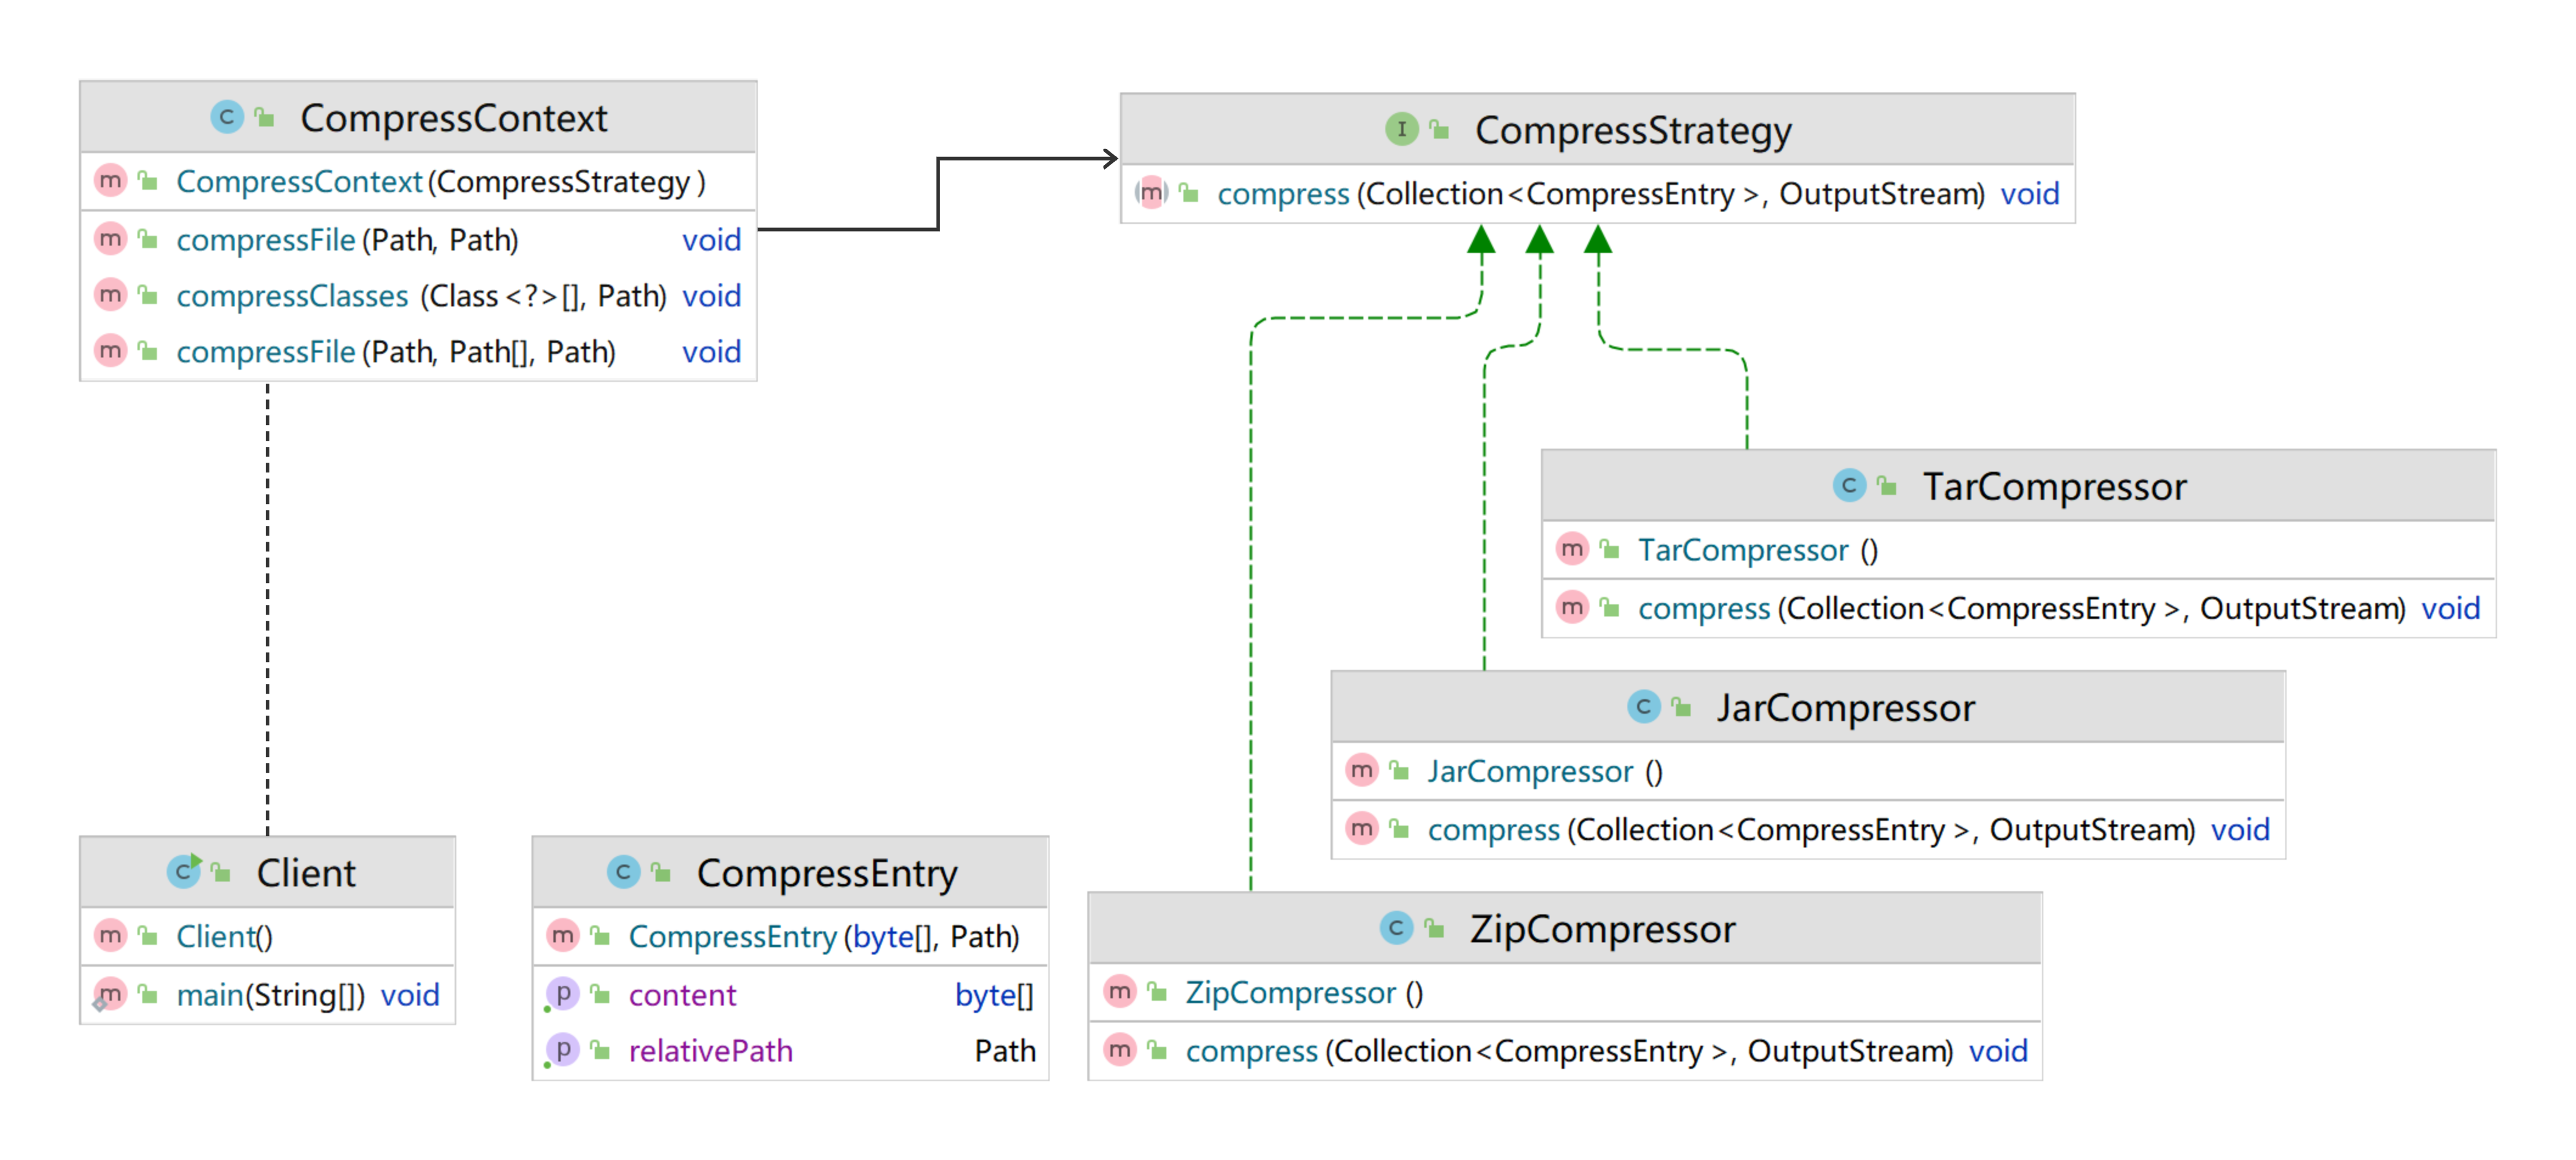 CompressContext
CompressContext(CompressStrategy)
compressFile(Path, Path) void
compressClasses (Class<?>[], Path) void
compressFile(Path, Path[], Path) void
CompressStrategy
compress(Collection<CompressEntry>, OutputStream) void
TarCompressor
TarCompressor ()
compress(Collection<CompressEntry>, OutputStream) void
JarCompressor
JarCompressor ()
compress(Collection<CompressEntry>, OutputStream) void
Client
Client()
main(String[]) void
CompressEntry
CompressEntry(byte[], Path)
content byte[]
relativePath Path
ZipCompressor
ZipCompressor ()
compress(Collection<CompressEntry>, OutputStream) void